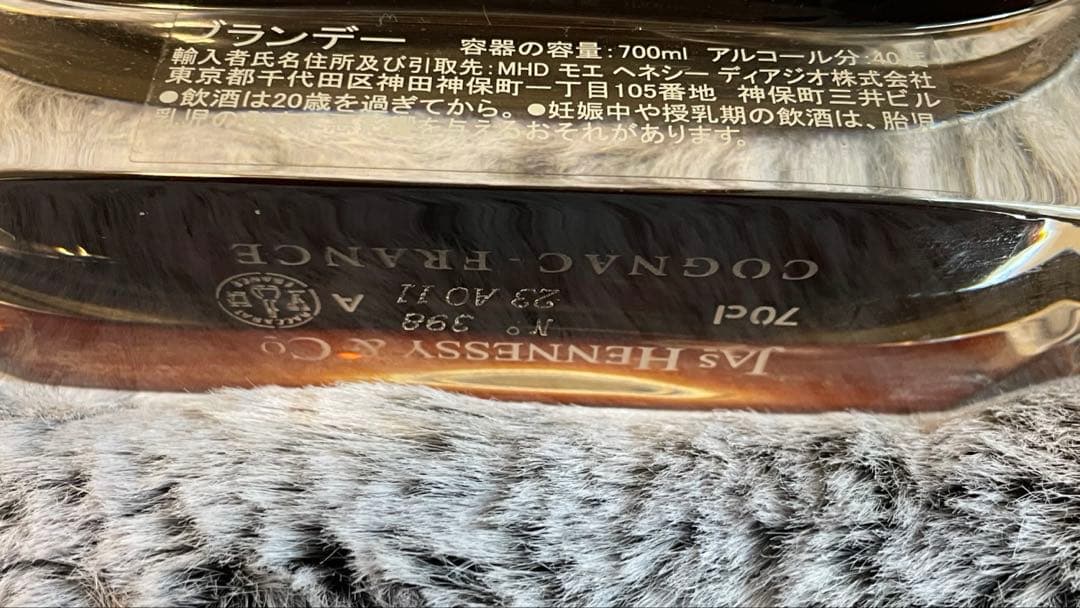 ブランデー 容器の容量:700ml アルコール分:40度
輸入者氏名住所及び引取先:MHD モエ ヘネシー ディアジオ株式会社
東京都千代田区神田神保町一丁目105番地 神保町三井ビル
●飲酒は20歳を過ぎてから。●妊娠中や授乳期の飲酒は、胎児
乳児の を与えるおそれがあります。
JAS HENNESSY & Co
N° 398
70cl 23 AO 11 A
COGNAC - FRANCE